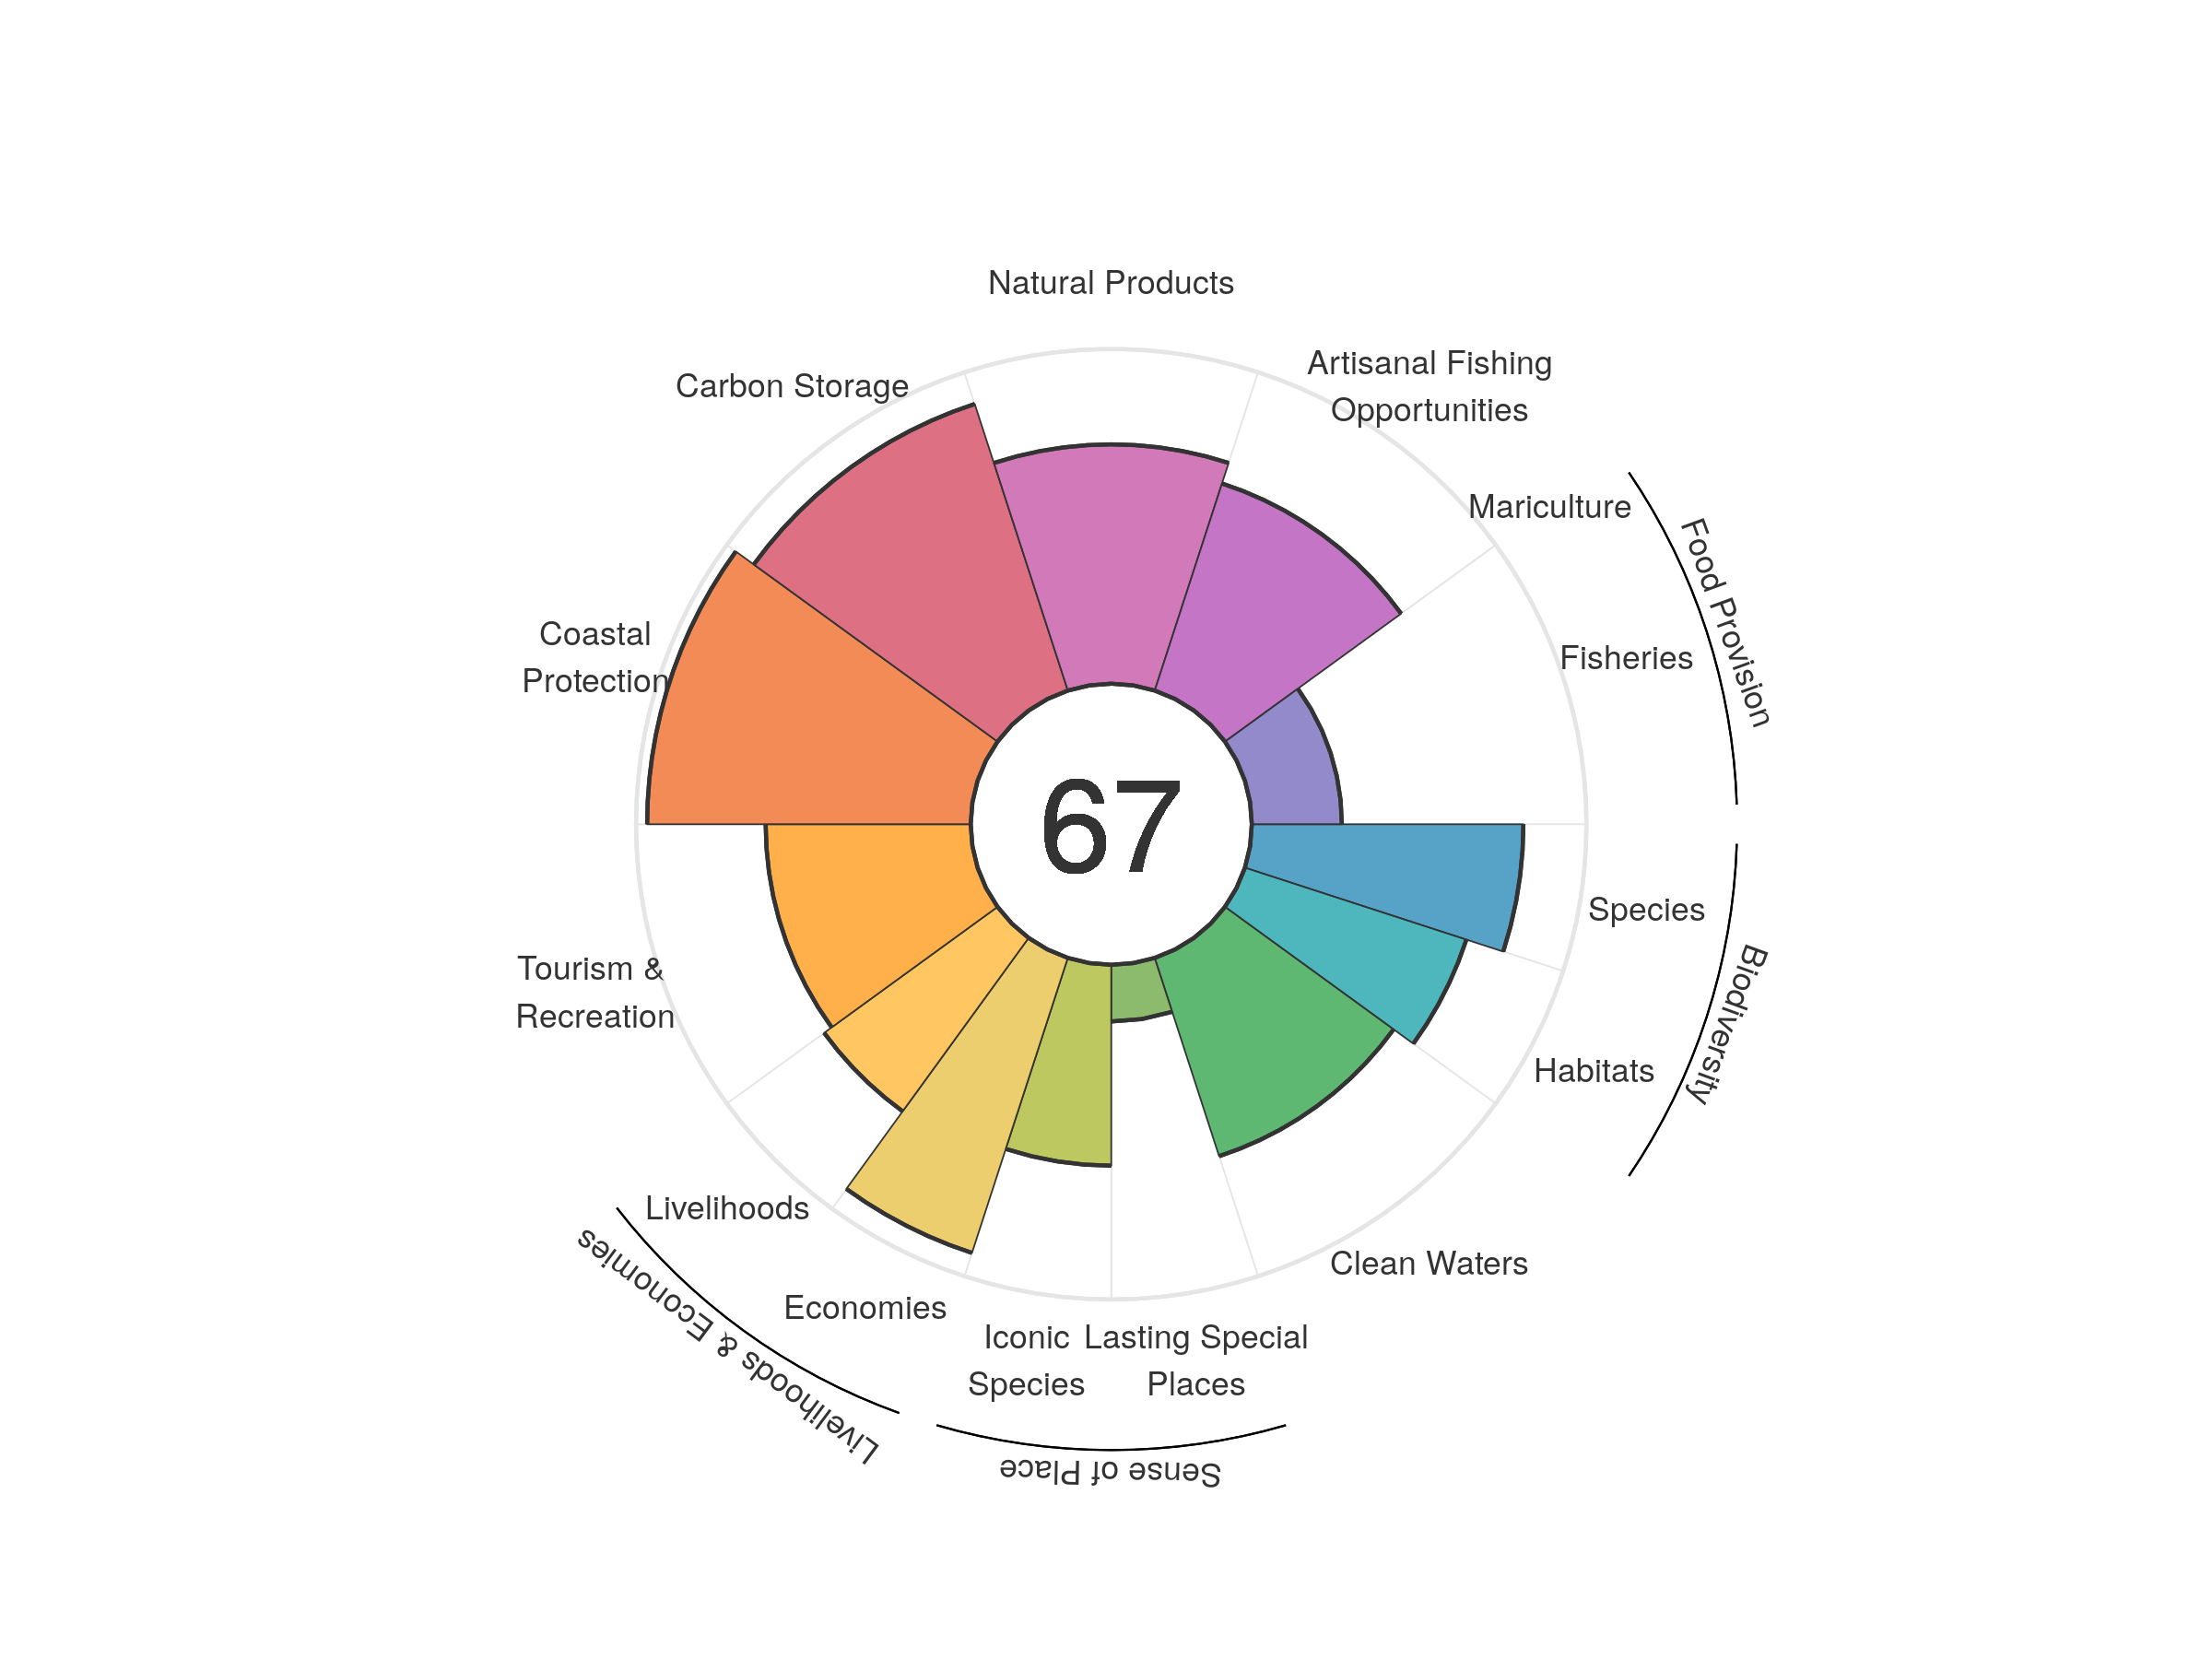 Natural Products
Artisanal Fishing
Opportunities
Carbon Storage
Mariculture
Food Provision
Fisheries
Coastal
Protection
67
Species
Biodiversity
Habitats
Tourism &
Recreation
Livelihoods
Livelihoods & Economies
Clean Waters
Economies
Iconic
Species
Lasting Special
Places
Sense of Place